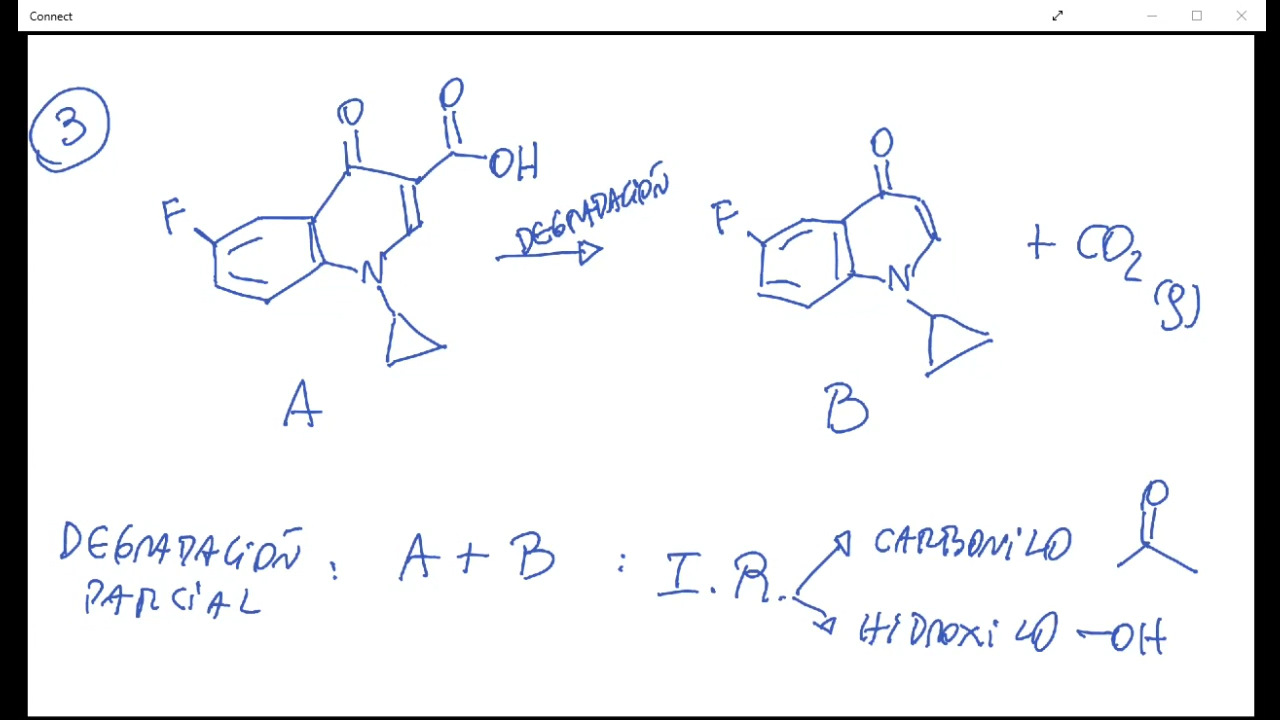 Connect
3
O
O
OH
F
N
A
DEGRADACIÓN
O
F
N
B
+ CO2 (g)
DEGRADACIÓN PARCIAL : A + B : I.R.
CARBONILO
O
HIDROXILO -OH